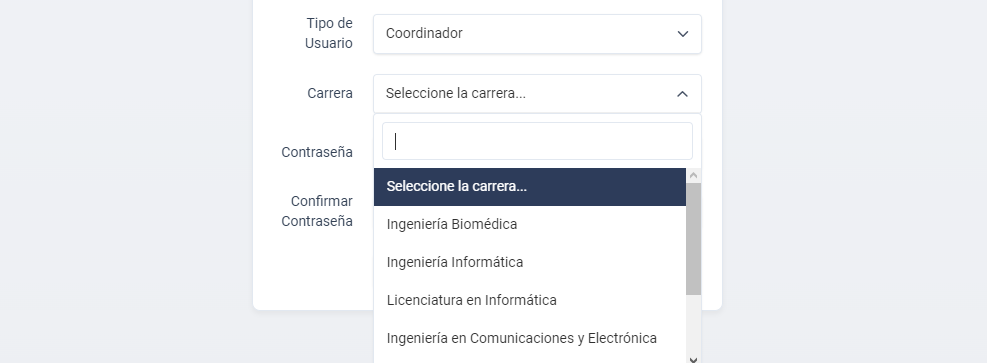 Tipo de
Usuario
Coordinador
Carrera
Seleccione la carrera...
Contraseña
Seleccione la carrera...
Confirmar
Contraseña
Ingeniería Biomédica
Ingeniería Informática
Licenciatura en Informática
Ingeniería en Comunicaciones y Electrónica